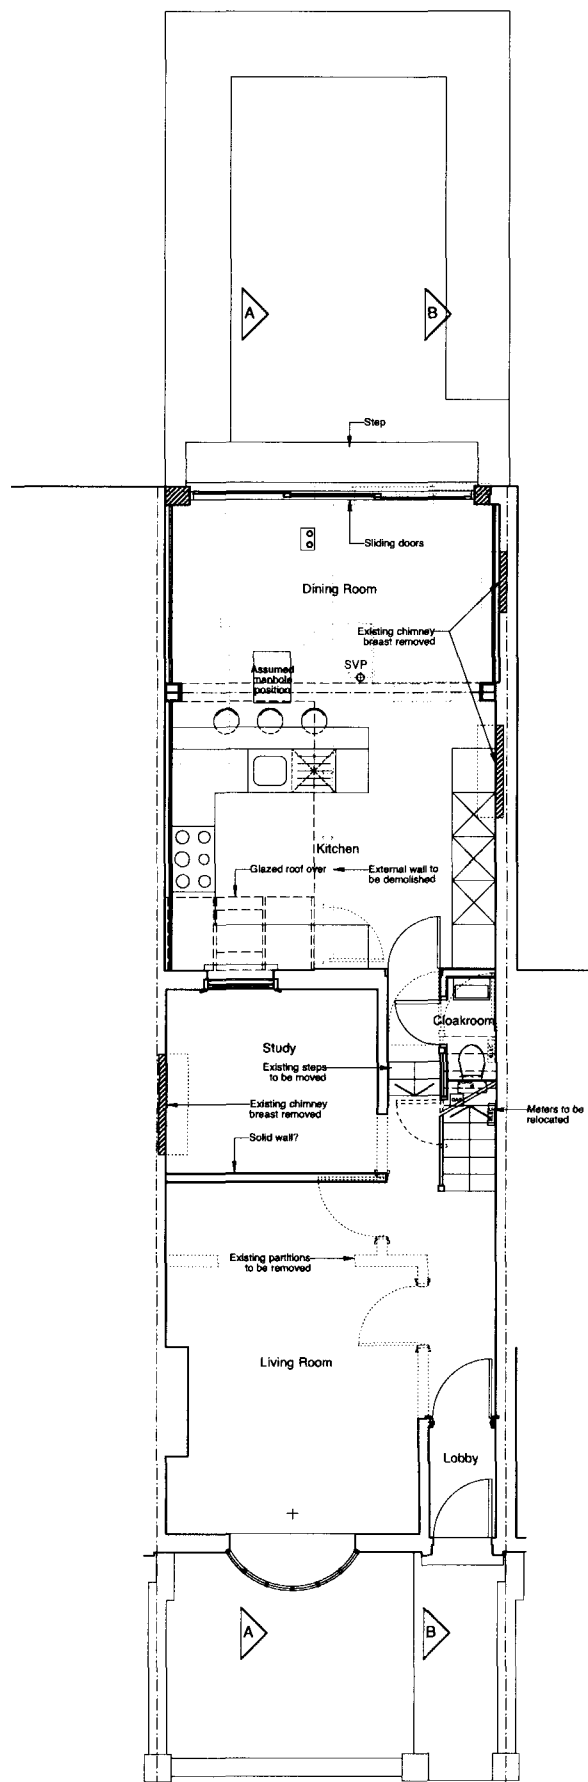 A
B
Step
Sliding doors
Dining Room
Existing chimney
breast removed
Assumed
manhole
position
SVP
Kitchen
Glazed roof over
External wall to
be demolished
Cloakroom
Study
Existing steps
to be moved
Existing chimney
breast removed
Meters to be
relocated
Solid wall?
Existing partitions
to be removed
Living Room
Lobby
A
B